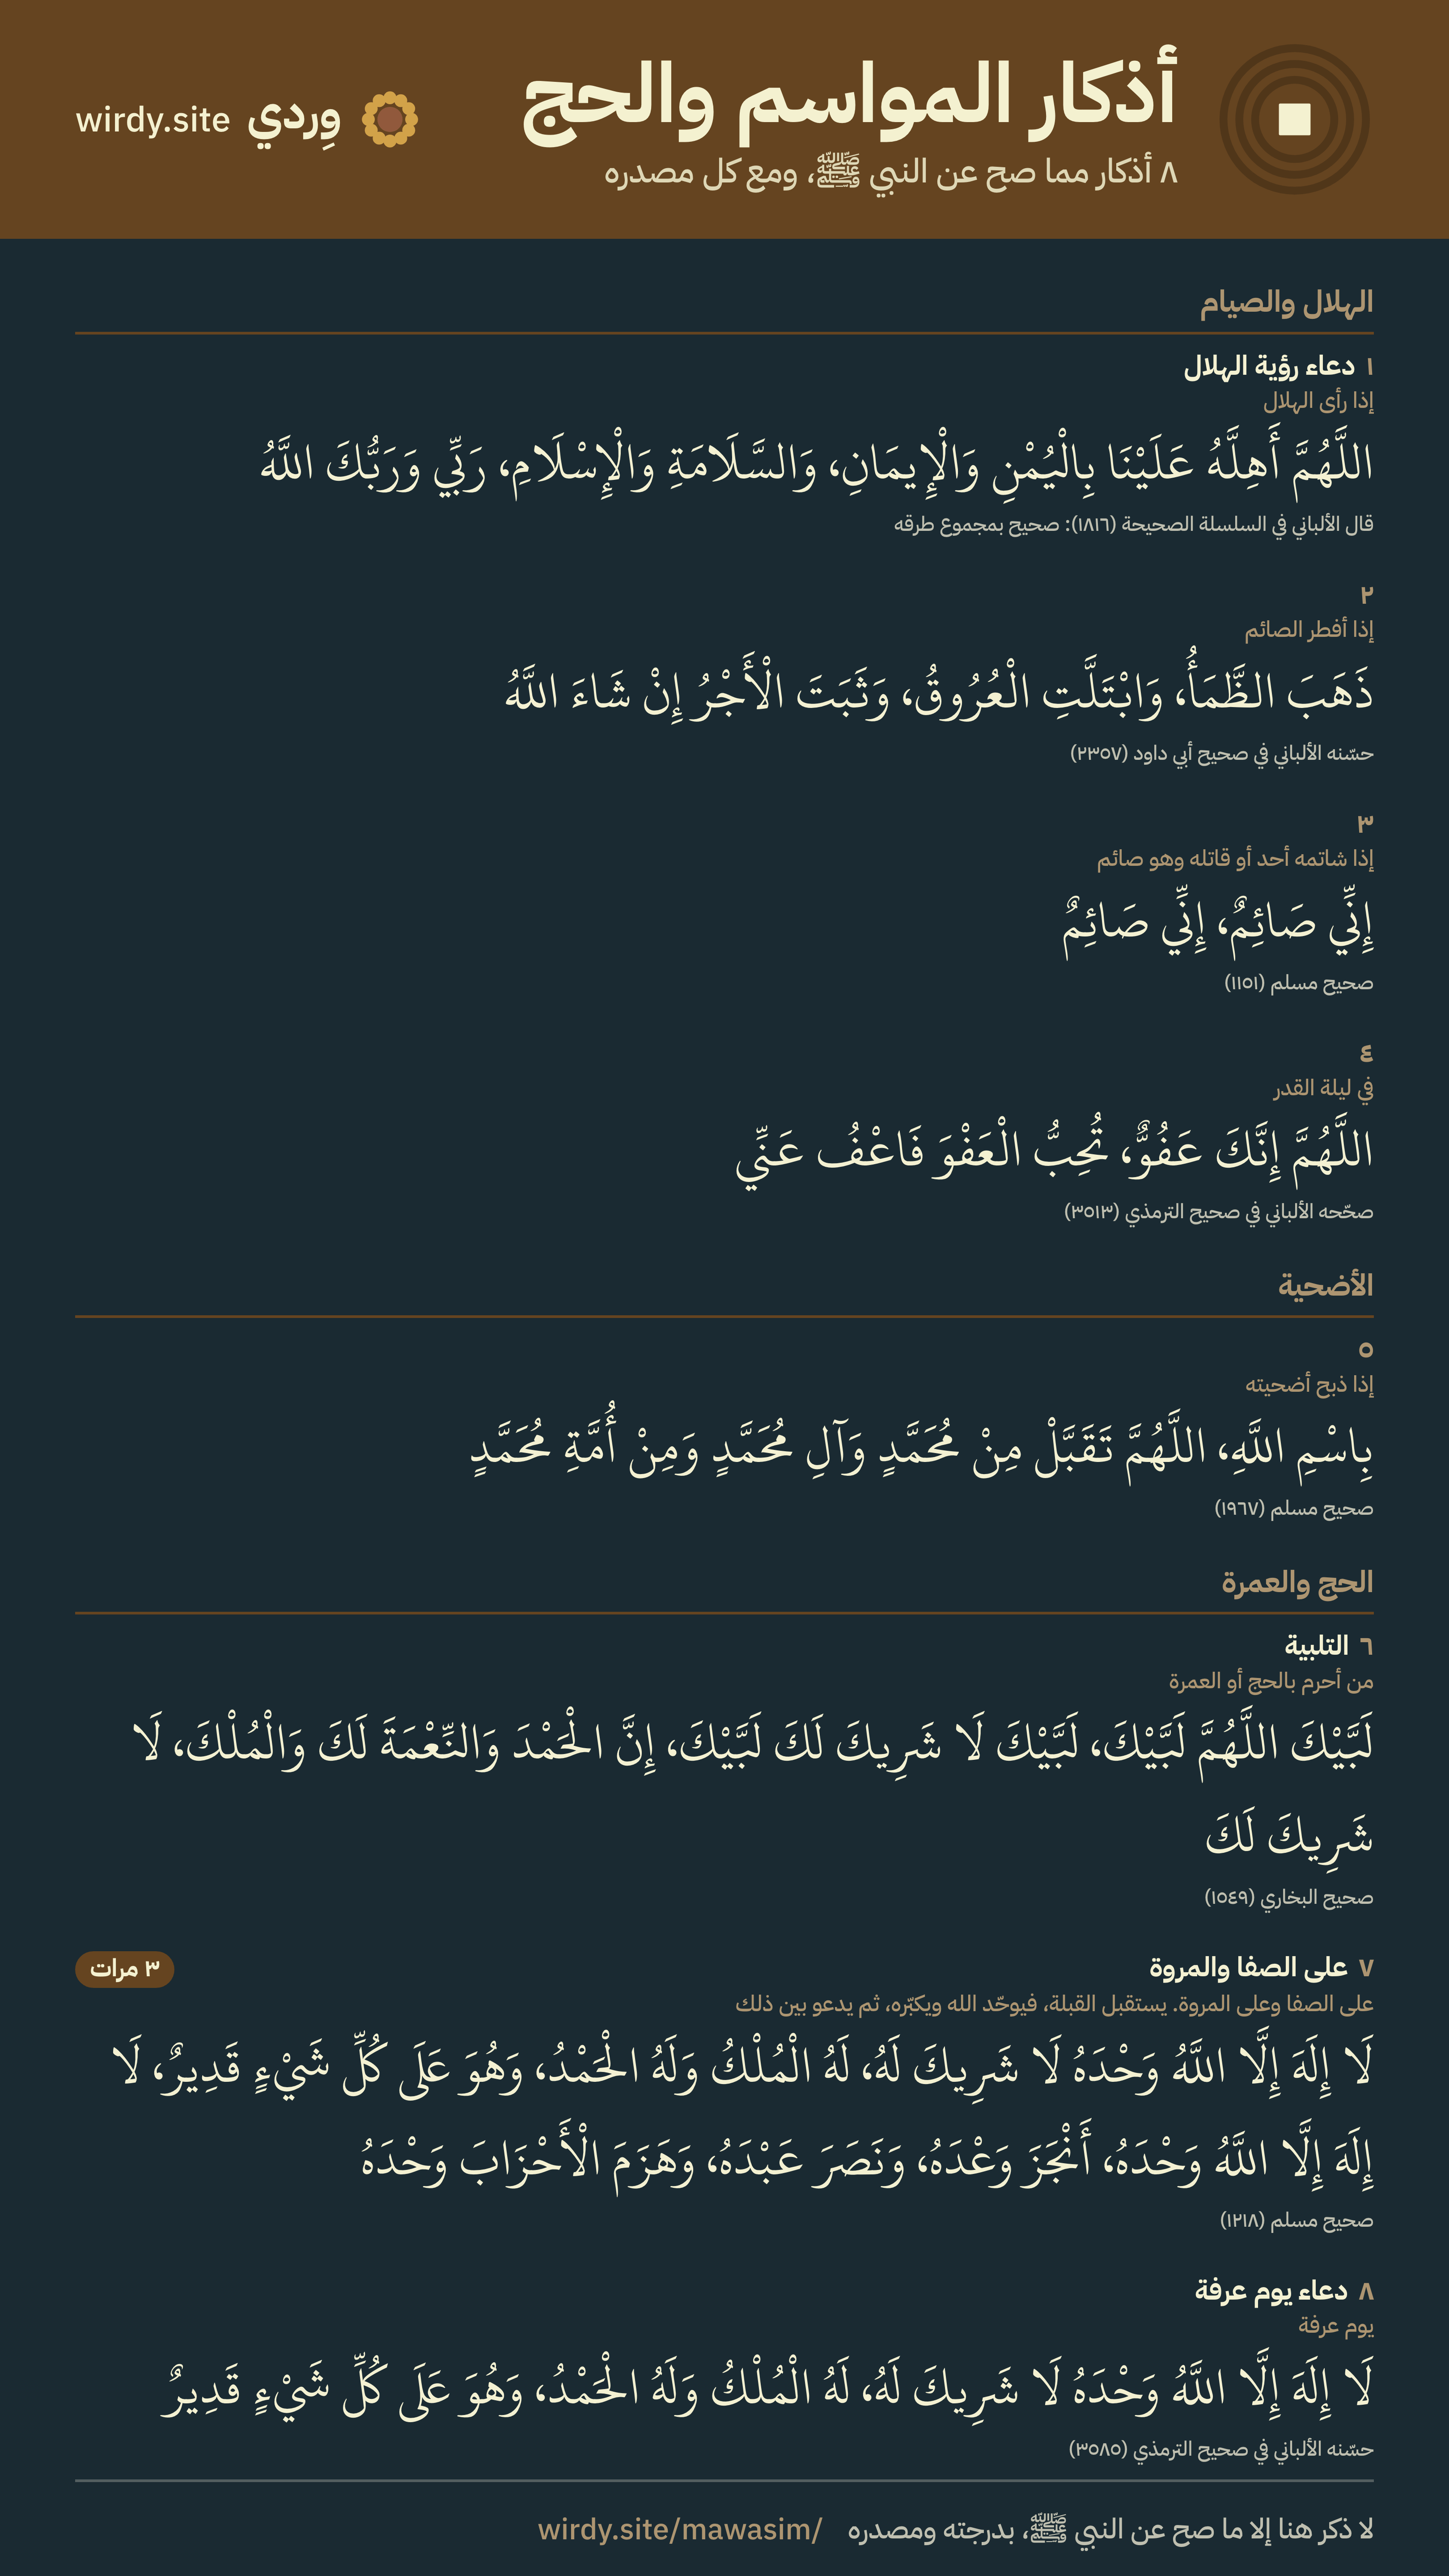 أذكار المواسم والحج
٨ أذكار مما صح عن النبي ﷺ، ومع كل مصدره
وِردي wirdy.site
الهلال والصيام
١ دعاء رؤية الهلال
إذا رأى الهلال
اللَّهُمَّ أَهِلَّهُ عَلَيْنَا بِالْيُمْنِ وَالْإِيمَانِ، وَالسَّلَامَةِ وَالْإِسْلَامِ، رَبِّي وَرَبُّكَ اللَّهُ
قال الألباني في السلسلة الصحيحة (١٨١٦): صحيح بمجموع طرقه
٢
إذا أفطر الصائم
ذَهَبَ الظَّمَأُ، وَابْتَلَّتِ الْعُرُوقُ، وَثَبَتَ الْأَجْرُ إِنْ شَاءَ اللَّهُ
حسّنه الألباني في صحيح أبي داود (٢٣٥٧)
٣
إذا شاتمه أحد أو قاتله وهو صائم
إِنِّي صَائِمٌ، إِنِّي صَائِمٌ
صحيح مسلم (١١٥١)
٤
في ليلة القدر
اللَّهُمَّ إِنَّكَ عَفُوٌّ، تُحِبُّ الْعَفْوَ فَاعْفُ عَنِّي
صحّحه الألباني في صحيح الترمذي (٣٥١٣)
الأضحية
٥
إذا ذبح أضحيته
بِاسْمِ اللَّهِ، اللَّهُمَّ تَقَبَّلْ مِنْ مُحَمَّدٍ وَآلِ مُحَمَّدٍ وَمِنْ أُمَّةِ مُحَمَّدٍ
صحيح مسلم (١٩٦٧)
الحج والعمرة
٦ التلبية
من أحرم بالحج أو العمرة
لَبَّيْكَ اللَّهُمَّ لَبَّيْكَ، لَبَّيْكَ لَا شَرِيكَ لَكَ لَبَّيْكَ، إِنَّ الْحَمْدَ وَالنِّعْمَةَ لَكَ وَالْمُلْكَ، لَا
شَرِيكَ لَكَ
صحيح البخاري (١٥٤٩)
٧ على الصفا والمروة
٣ مرات
على الصفا وعلى المروة. يستقبل القبلة، فيوحّد الله ويكبّره، ثم يدعو بين ذلك
لَا إِلَهَ إِلَّا اللَّهُ وَحْدَهُ لَا شَرِيكَ لَهُ، لَهُ الْمُلْكُ وَلَهُ الْحَمْدُ، وَهُوَ عَلَى كُلِّ شَيْءٍ قَدِيرٌ، لَا
إِلَهَ إِلَّا اللَّهُ وَحْدَهُ، أَنْجَزَ وَعْدَهُ، وَنَصَرَ عَبْدَهُ، وَهَزَمَ الْأَحْزَابَ وَحْدَهُ
صحيح مسلم (١٢١٨)
٨ دعاء يوم عرفة
يوم عرفة
لَا إِلَهَ إِلَّا اللَّهُ وَحْدَهُ لَا شَرِيكَ لَهُ، لَهُ الْمُلْكُ وَلَهُ الْحَمْدُ، وَهُوَ عَلَى كُلِّ شَيْءٍ قَدِيرٌ
حسّنه الألباني في صحيح الترمذي (٣٥٨٥)
لا ذكر هنا إلا ما صح عن النبي ﷺ، بدرجته ومصدره wirdy.site/mawasim/